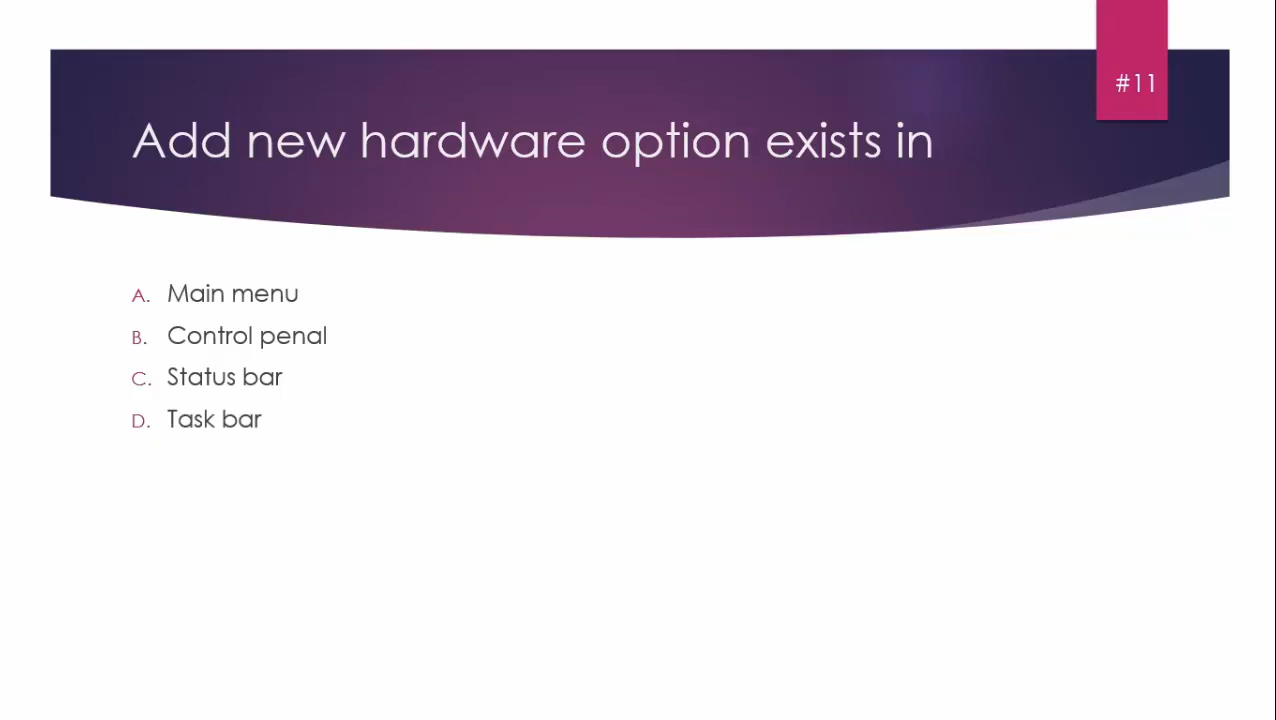 #11
Add new hardware option exists in
A. Main menu
B. Control penal
C. Status bar
D. Task bar